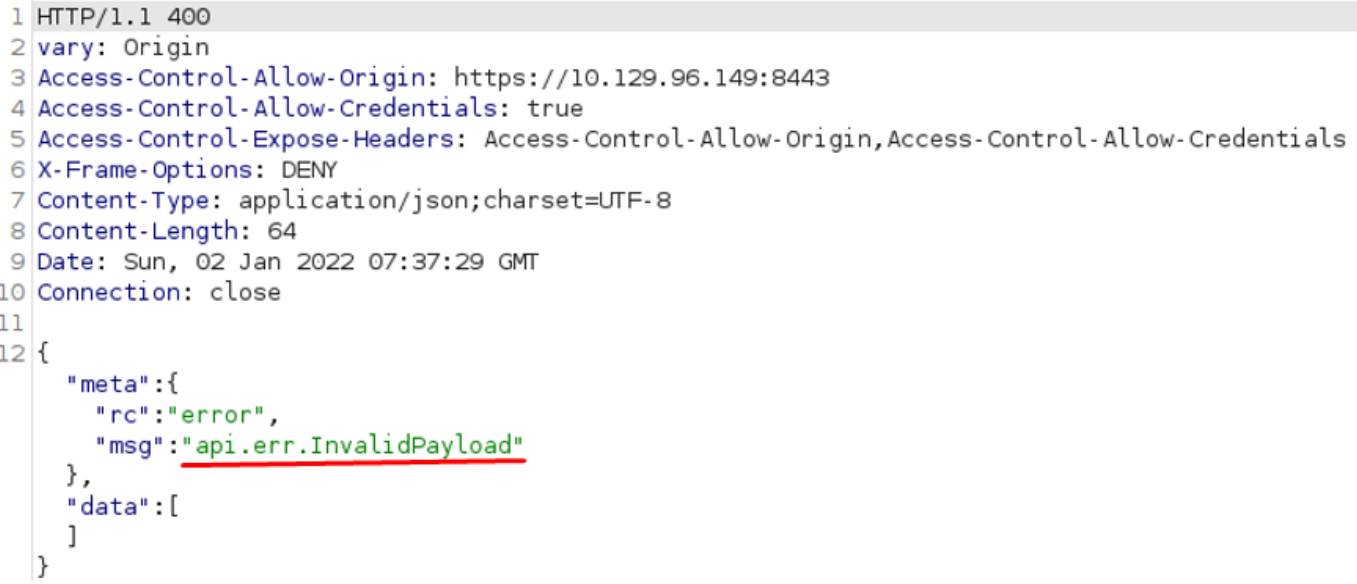 1 HTTP/1.1 400
2 vary: Origin
3 Access-Control-Allow-Origin: https://10.129.96.149:8443
4 Access-Control-Allow-Credentials: true
5 Access-Control-Expose-Headers: Access-Control-Allow-Origin,Access-Control-Allow-Credentials
6 X-Frame-Options: DENY
7 Content-Type: application/json;charset=UTF-8
8 Content-Length: 64
9 Date: Sun, 02 Jan 2022 07:37:29 GMT
10 Connection: close
11
12 {
"meta":{
"rc":"error",
"msg":"api.err.InvalidPayload"
},
"data":[
]
}